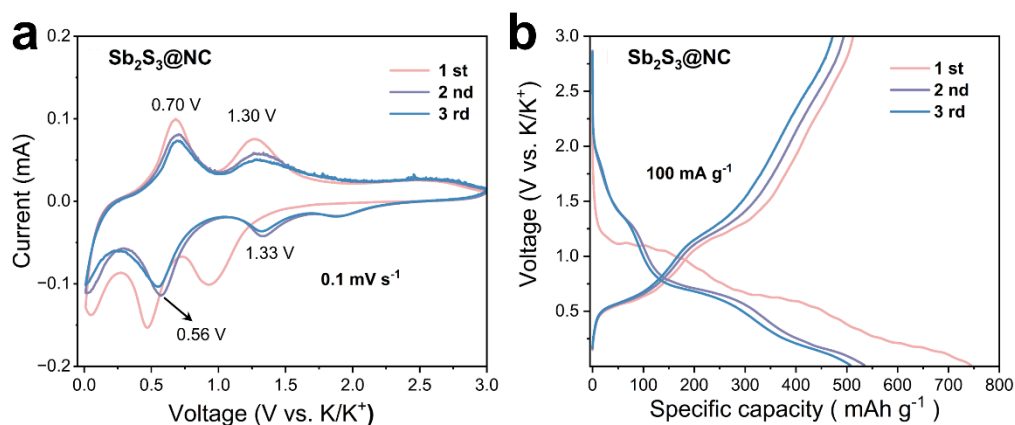 a
Sb₂S₃@NC
1 st
2 nd
3 rd
0.70 V
1.30 V
1.33 V
0.56 V
0.1 mV s⁻¹
Current (mA)
0.2
0.1
0.0
−0.1
−0.2
0.0
0.5
1.0
1.5
2.0
2.5
3.0
Voltage (V vs. K/K⁺)
b
Sb₂S₃@NC
1 st
2 nd
3 rd
100 mA g⁻¹
Voltage (V vs. K/K⁺)
3.0
2.5
2.0
1.5
1.0
0.5
0
100
200
300
400
500
600
700
800
Specific capacity ( mAh g⁻¹)